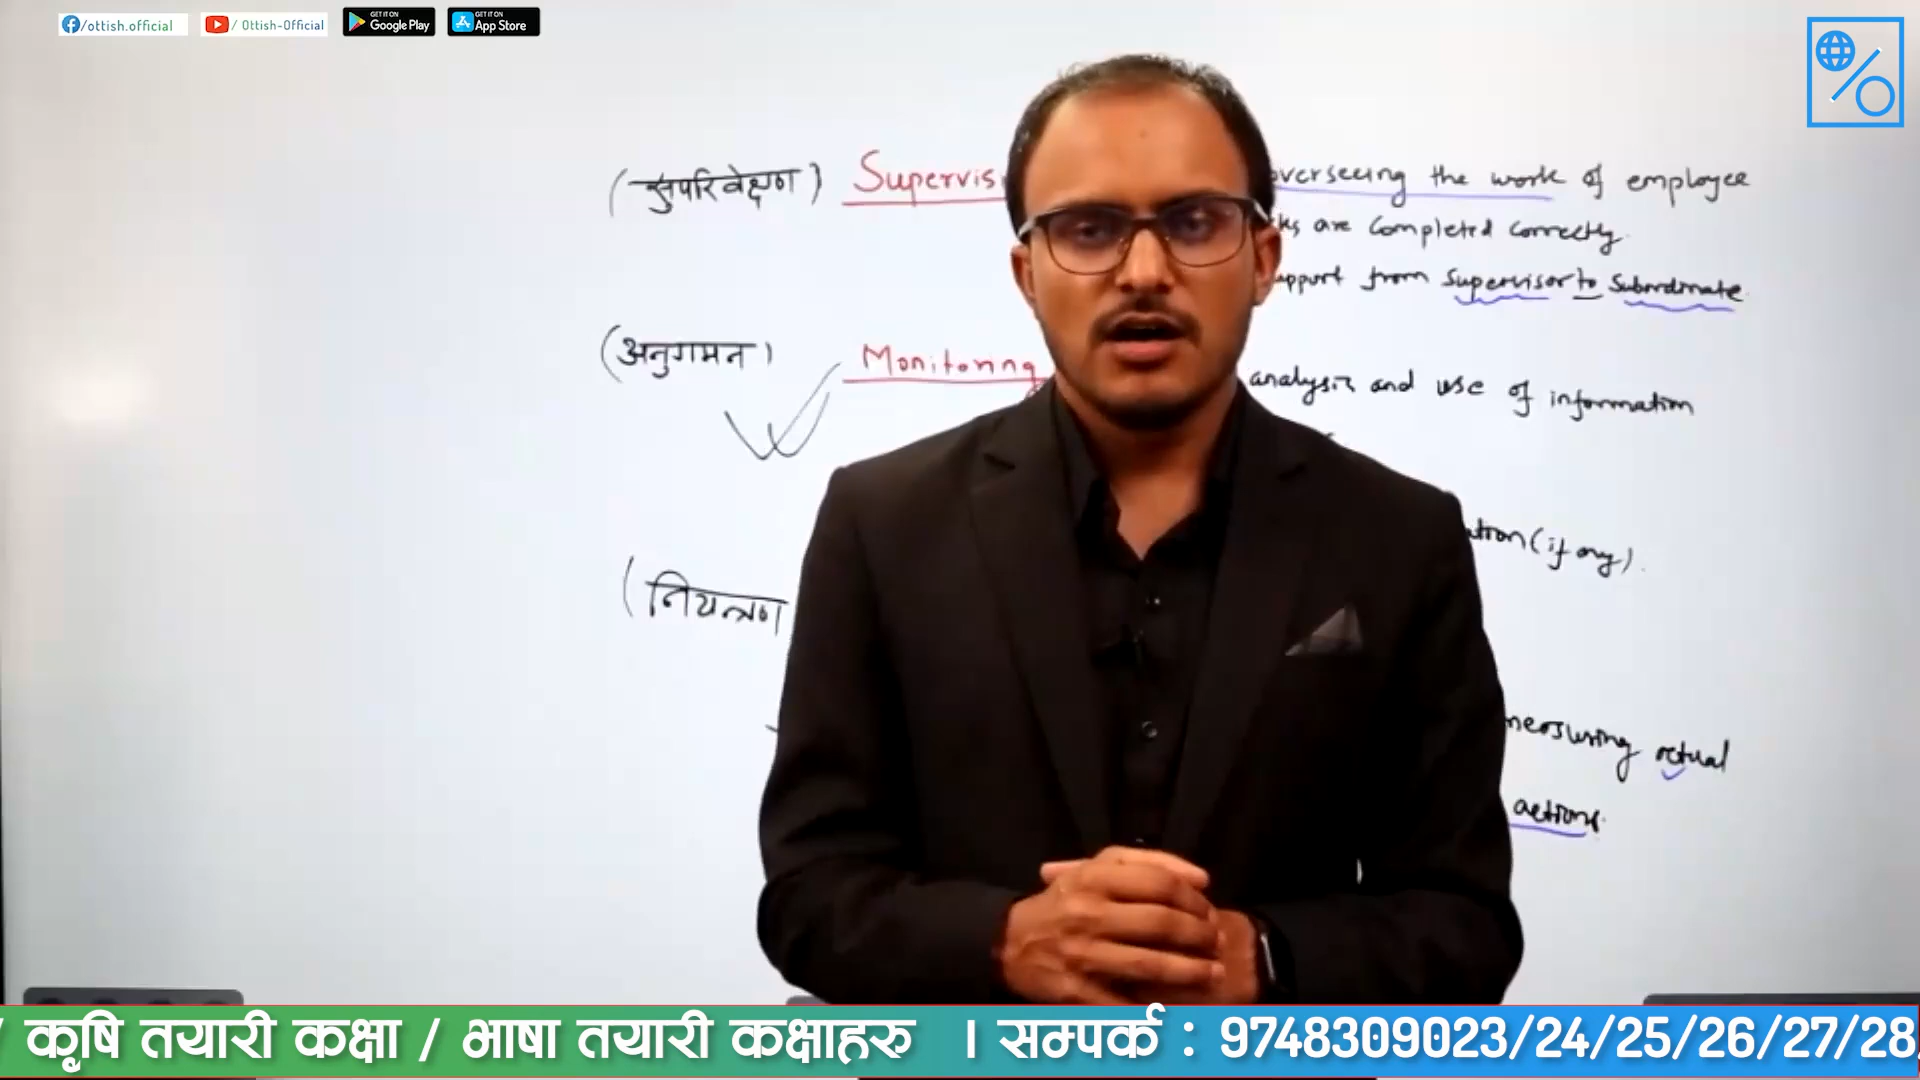 /ottish.official
/ Ottish-Official
GET IT ON
Google Play
GET IT ON
App Store
(सुपरिवेक्षण) Supervis overseeing the work of employee
ks are completed correctly.
upport from Supervisor to Subordinate.
(अनुगमन) Monitoring analysis and use of information
ation (if any).
(नियन्त्रण
measuring actual
actions.
/ कृषि तयारी कक्षा / भाषा तयारी कक्षाहरु । सम्पर्क : 9748309023/24/25/26/27/28